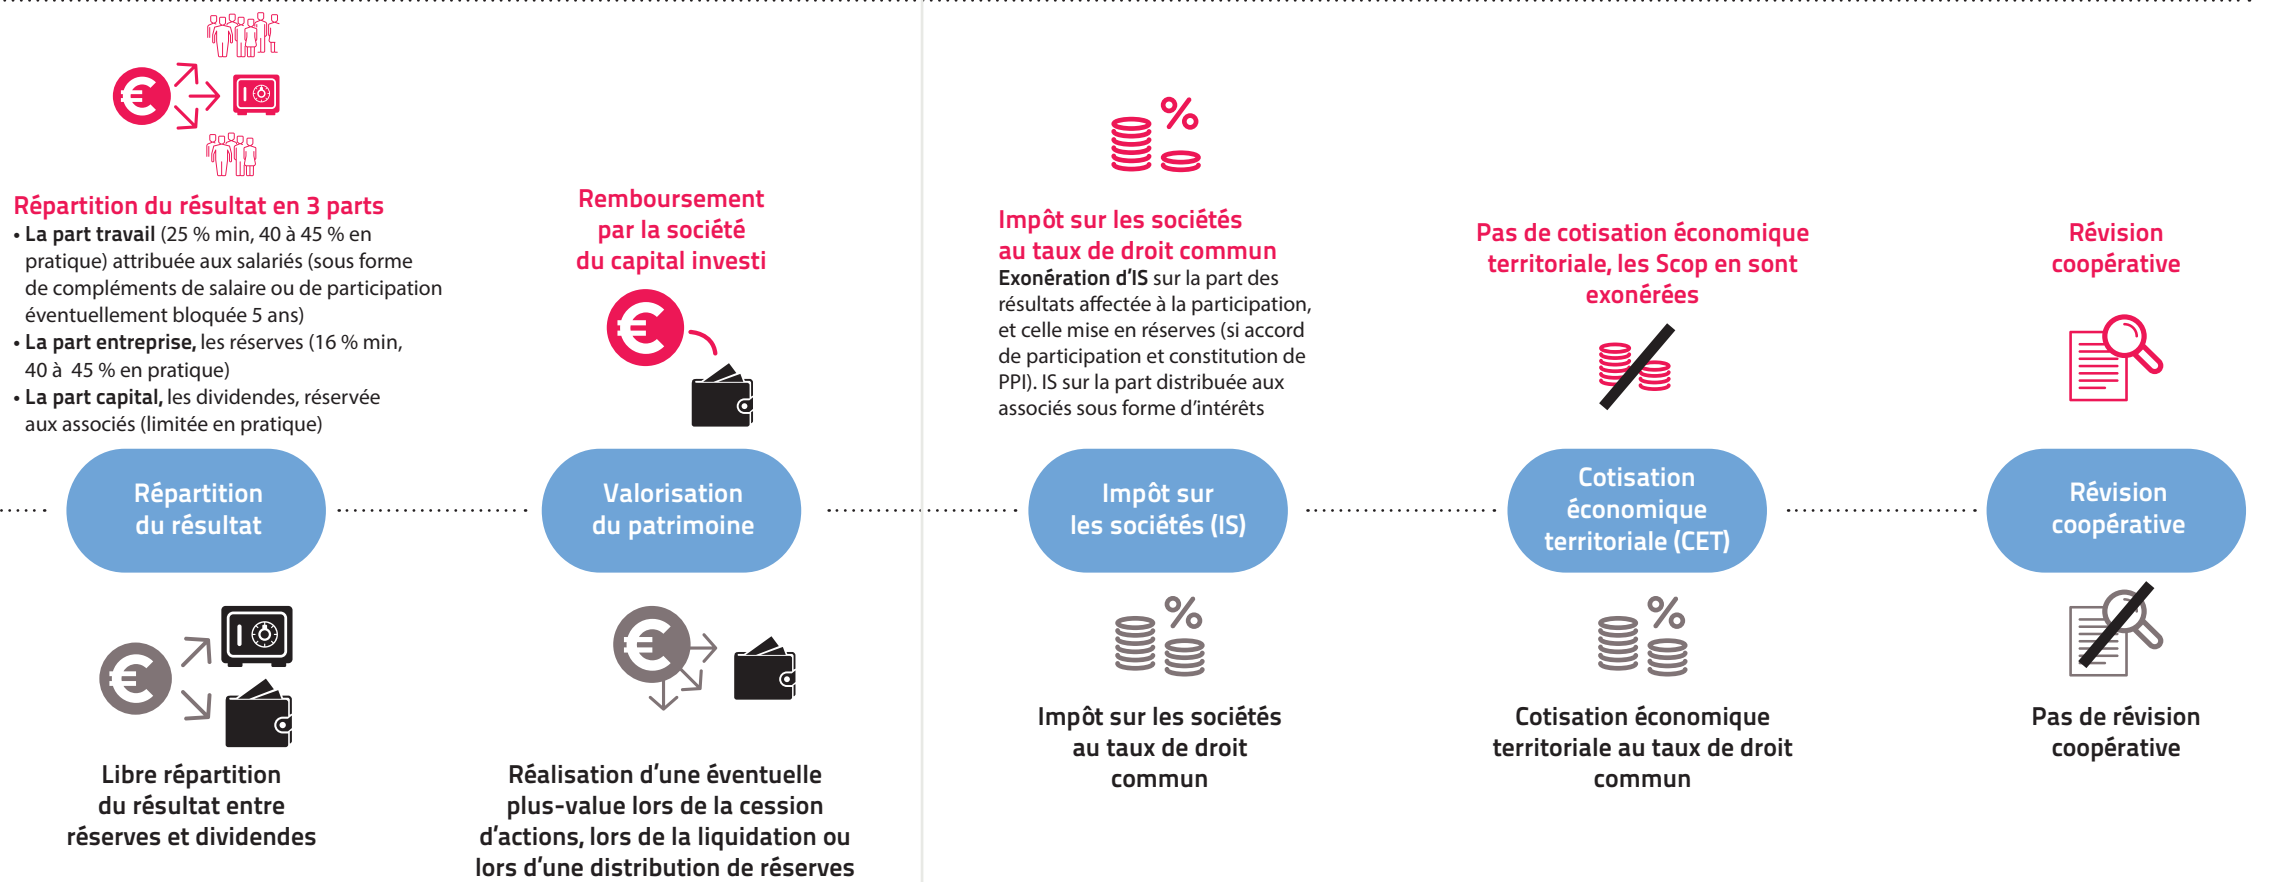 Répartition du résultat en 3 parts
• La part travail (25 % min, 40 à 45 % en
pratique) attribuée aux salariés (sous forme
de compléments de salaire ou de participation
éventuellement bloquée 5 ans)
• La part entreprise, les réserves (16 % min,
40 à 45 % en pratique)
• La part capital, les dividendes, réservée
aux associés (limitée en pratique)
Remboursement
par la société
du capital investi
%
Impôt sur les sociétés
au taux de droit commun
Exonération d'IS sur la part des
résultats affectée à la participation,
et celle mise en réserves (si accord
de participation et constitution de
PPI). IS sur la part distribuée aux
associés sous forme d'intérêts
Pas de cotisation économique
territoriale, les Scop en sont
exonérées
Révision
coopérative
Répartition
du résultat
Valorisation
du patrimoine
Impôt sur
les sociétés (IS)
Cotisation
économique
territoriale (CET)
Révision
coopérative
Libre répartition
du résultat entre
réserves et dividendes
Réalisation d'une éventuelle
plus-value lors de la cession
d'actions, lors de la liquidation ou
lors d'une distribution de réserves
%
Impôt sur les sociétés
au taux de droit
commun
%
Cotisation économique
territoriale au taux de droit
commun
Pas de révision
coopérative